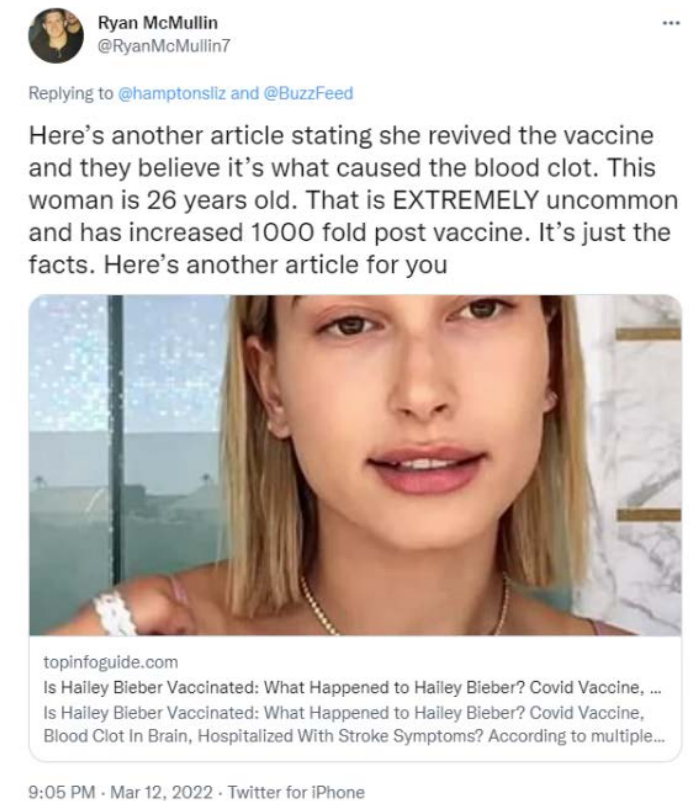 Ryan McMullin
@RyanMcMullin7
Replying to @hamptonsliz and @BuzzFeed
Here’s another article stating she revived the vaccine
and they believe it’s what caused the blood clot. This
woman is 26 years old. That is EXTREMELY uncommon
and has increased 1000 fold post vaccine. It’s just the
facts. Here’s another article for you
topinfoguide.com
Is Hailey Bieber Vaccinated: What Happened to Hailey Bieber? Covid Vaccine, ...
Is Hailey Bieber Vaccinated: What Happened to Hailey Bieber? Covid Vaccine,
Blood Clot In Brain, Hospitalized With Stroke Symptoms? According to multiple...
9:05 PM · Mar 12, 2022 · Twitter for iPhone